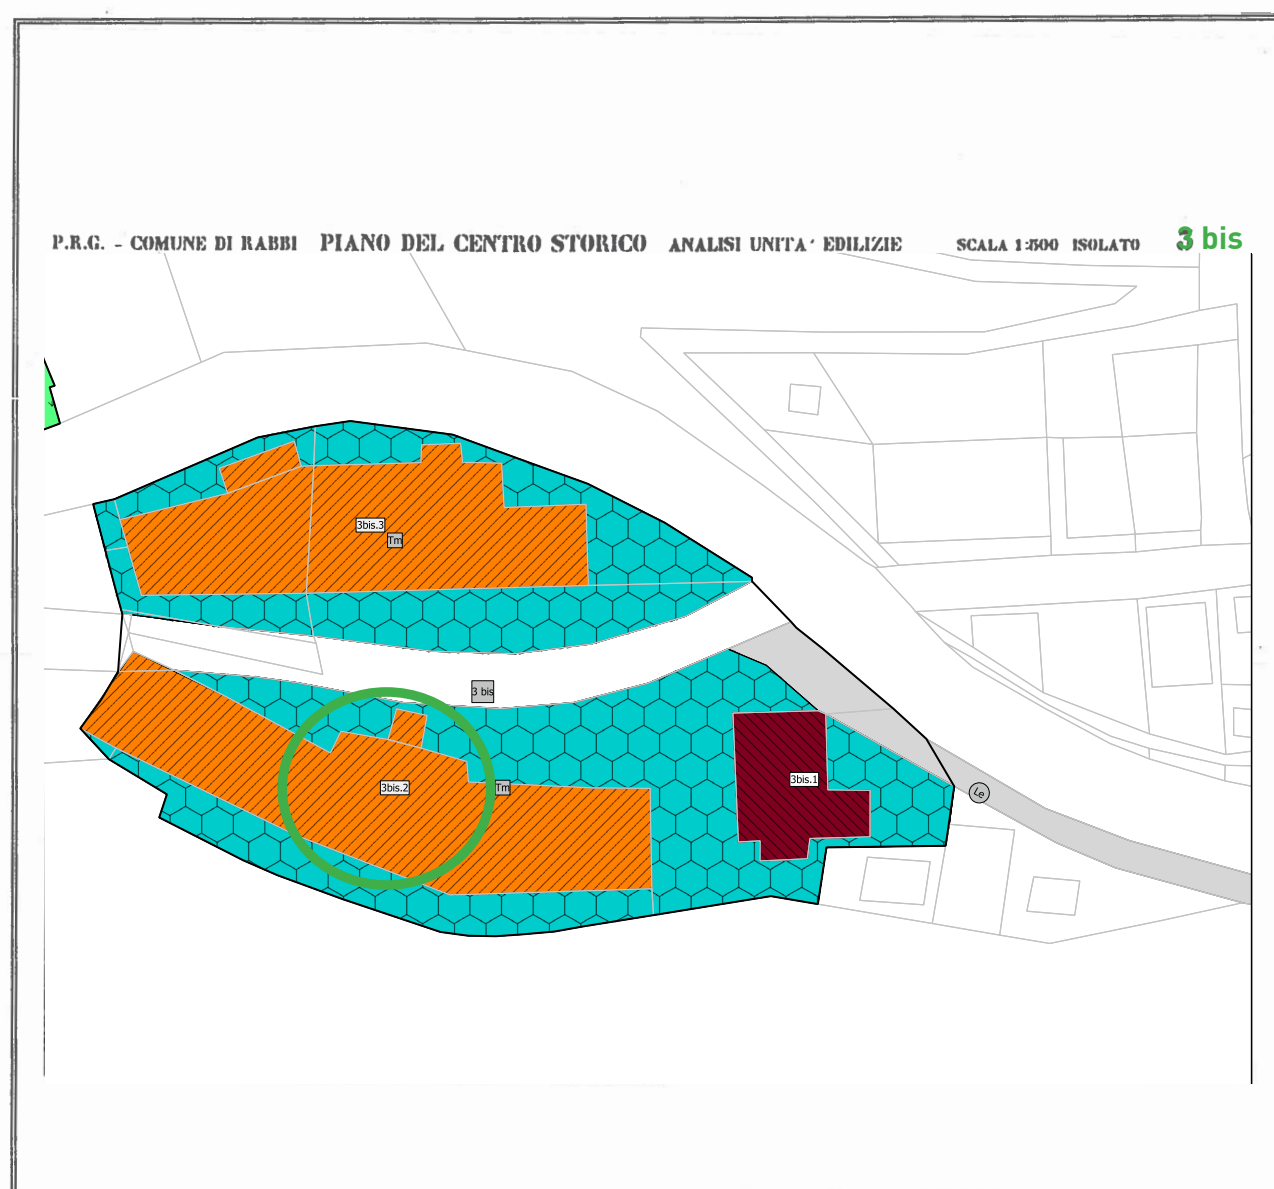 P.R.G. - COMUNE DI RABBI PIANO DEL CENTRO STORICO ANALISI UNITA' EDILIZIE SCALA 1:500 ISOLATO 3 bis
3bis.3
Tm
3 bis
3bis.1
3bis.2
Tm
Le